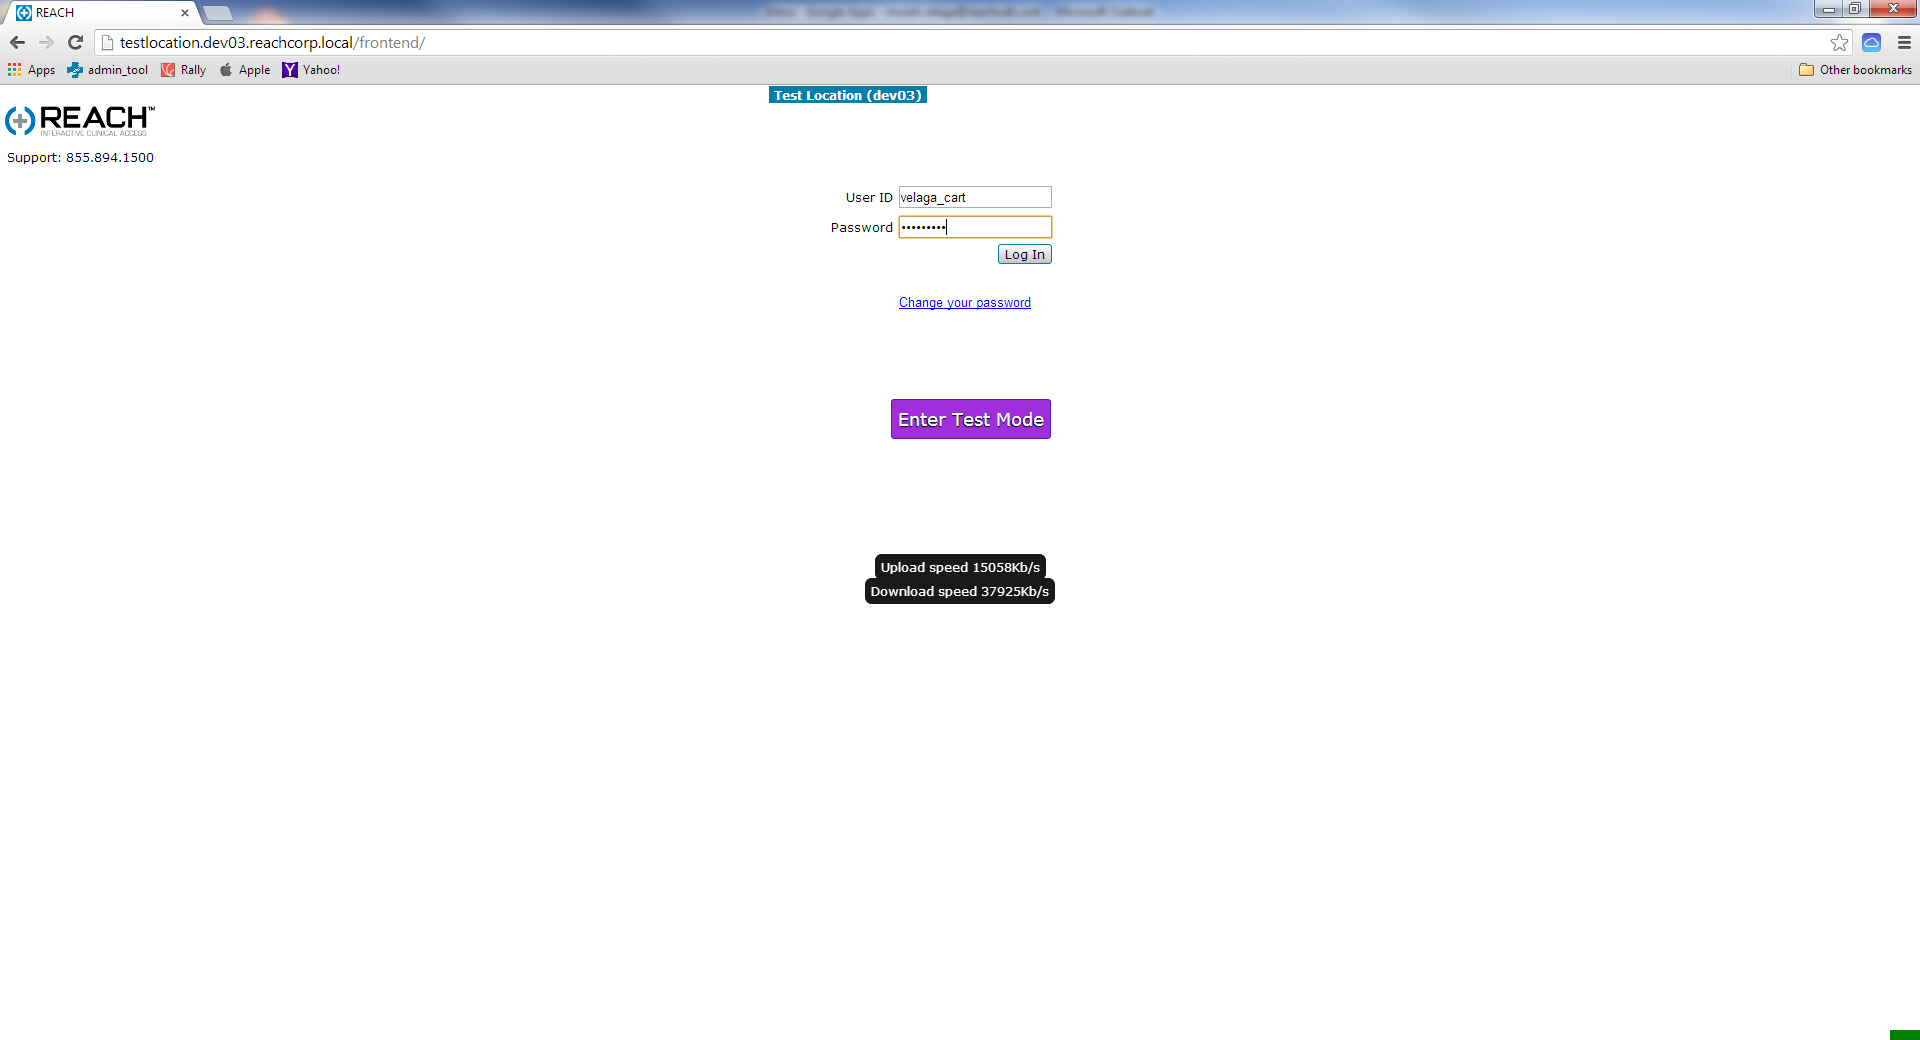 REACH
testlocation.dev03.reachcorp.local/frontend/
Apps admin_tool Rally Apple Yahoo! Other bookmarks
Test Location (dev03)
REACH™
INTERACTIVE CLINICAL ACCESS
Support: 855.894.1500
User ID velaga_cart
Password •••••••••
Log In
Change your password
Enter Test Mode
Upload speed 15058Kb/s
Download speed 37925Kb/s